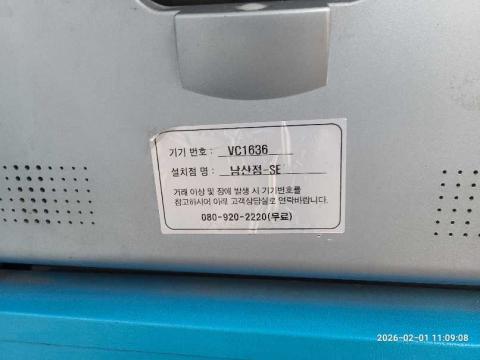 기기 번호 : VC1636
설치점 명 : 남산점-SE
거래 이상 및 장애 발생 시 기기번호를
참고하시어 아래 고객상담실로 연락바랍니다.
080-920-2220(무료)
2026-02-01 11:09:08